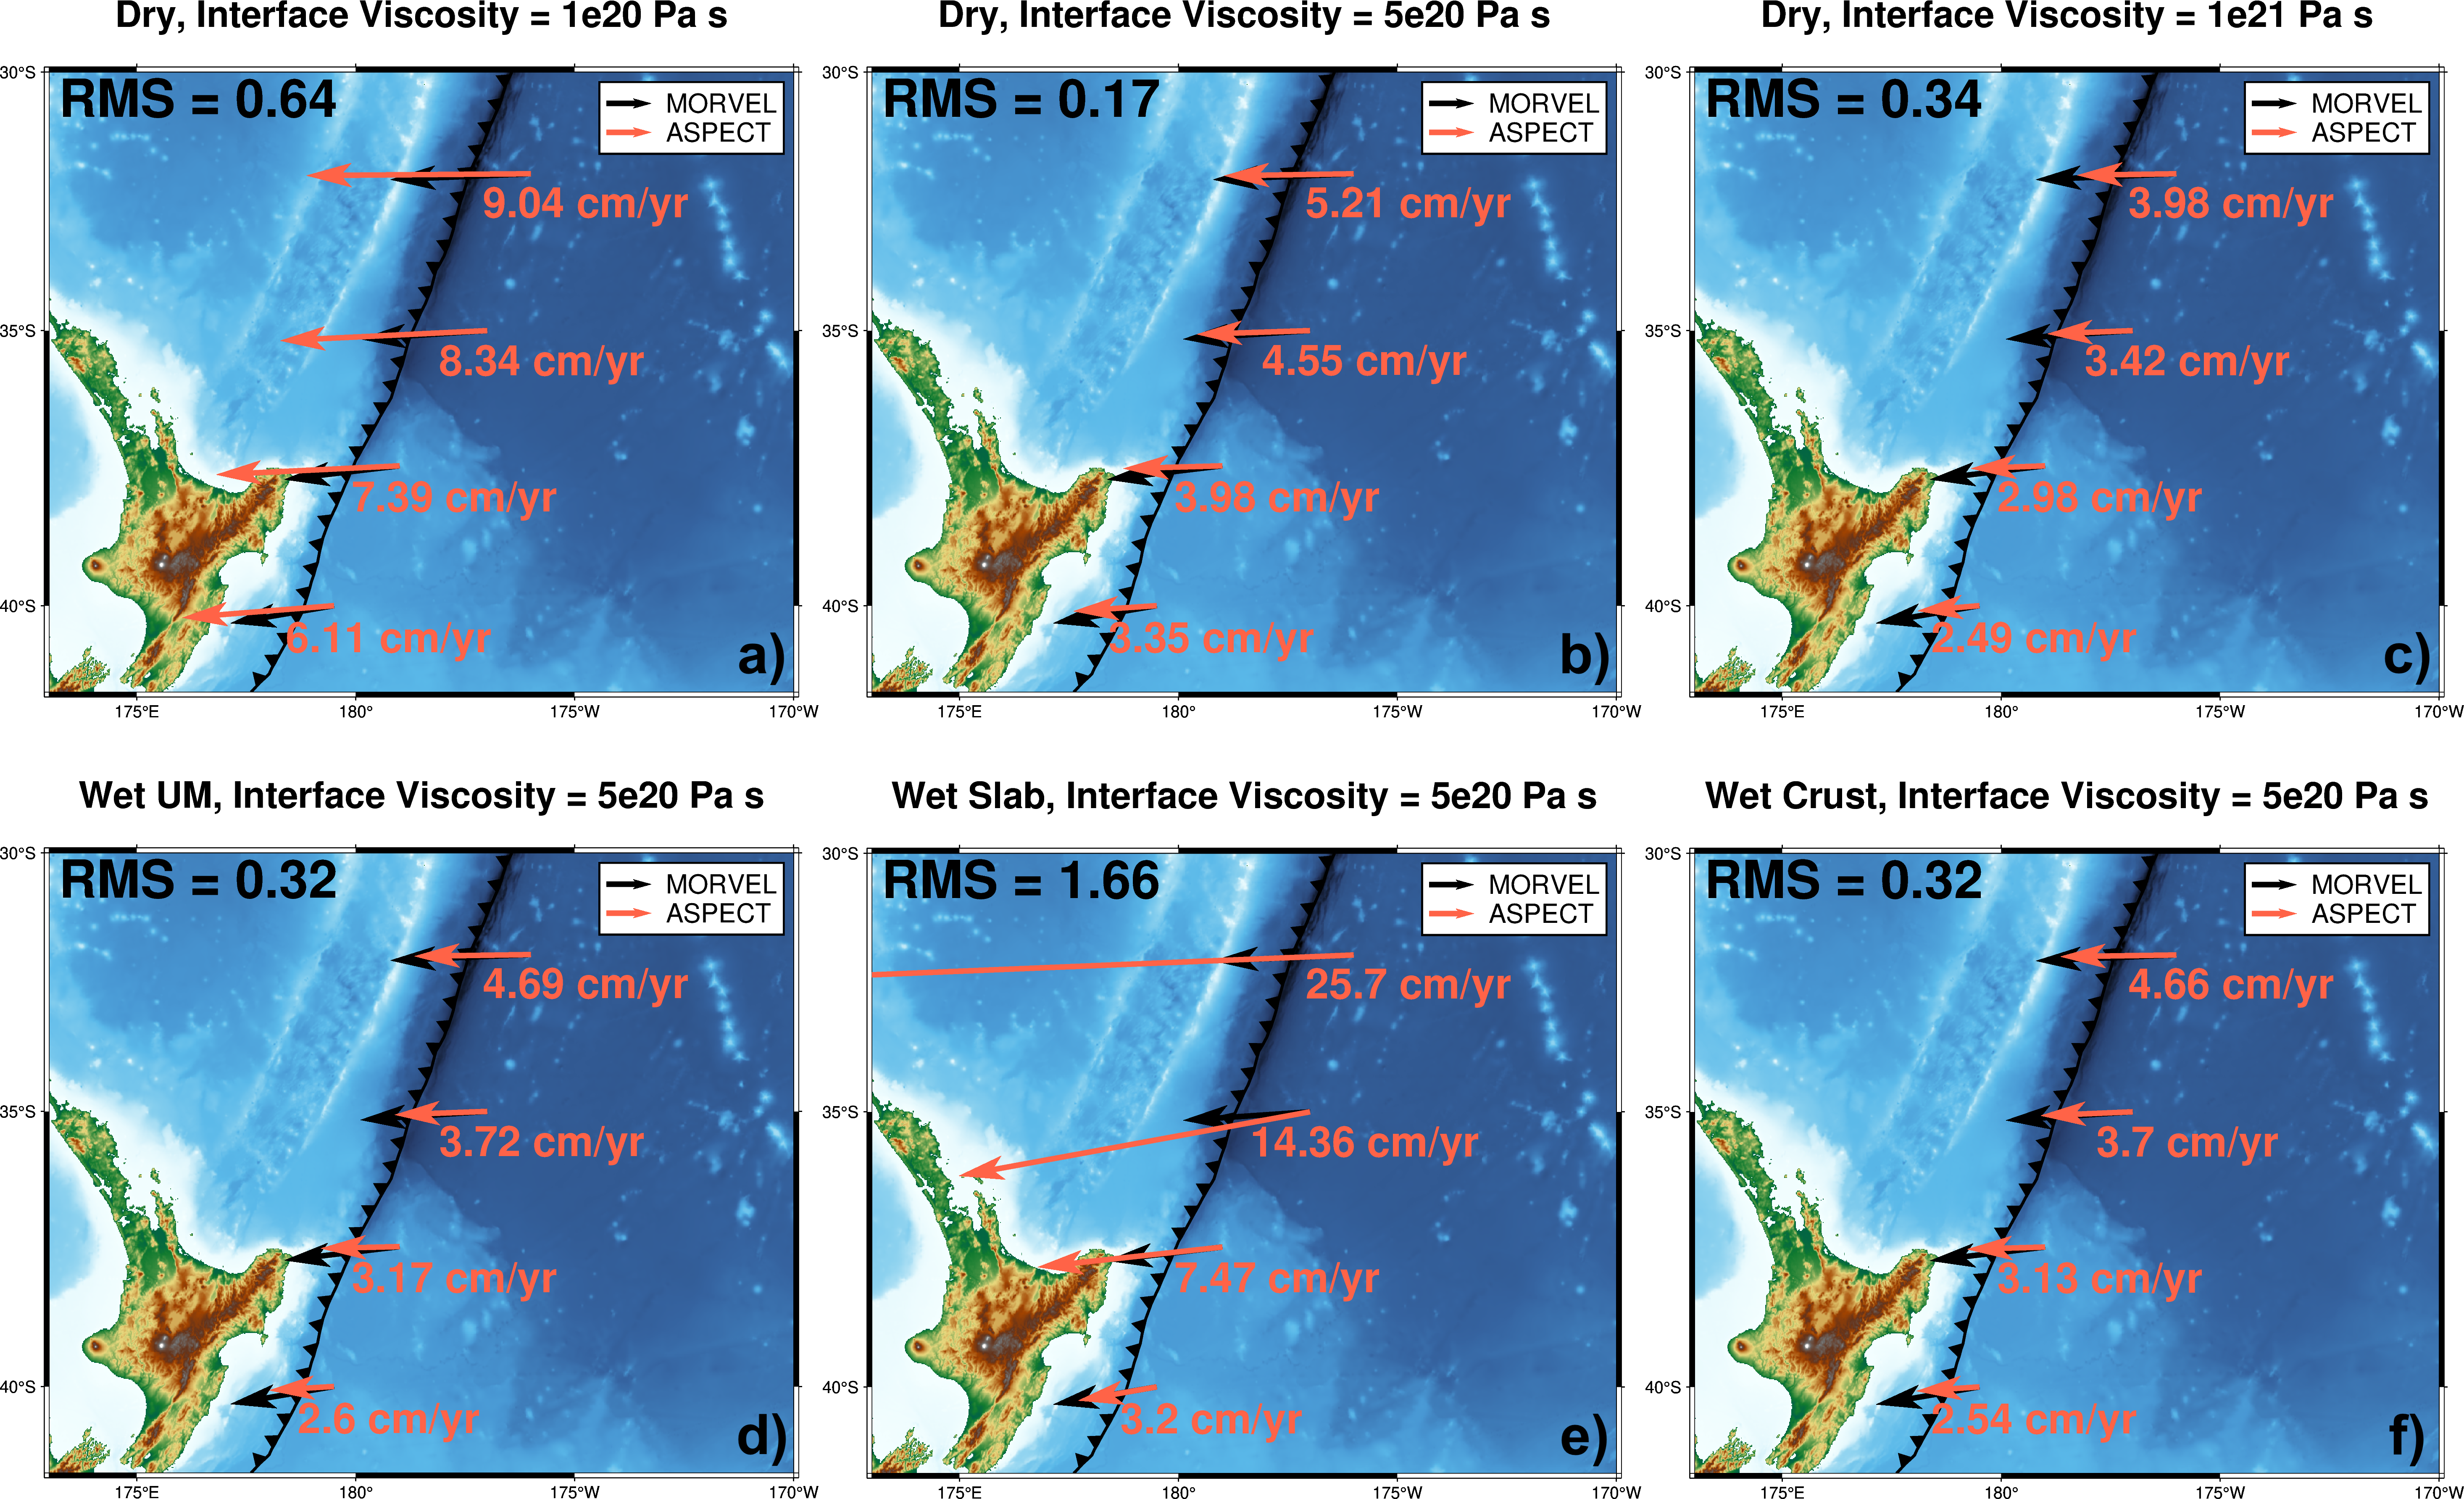 Dry, Interface Viscosity = 1e20 Pa s
RMS = 0.64
MORVEL
ASPECT
9.04 cm/yr
8.34 cm/yr
7.39 cm/yr
6.11 cm/yr
a)
30°S
35°S
40°S
175°E 180° 175°W 170°W
Dry, Interface Viscosity = 5e20 Pa s
RMS = 0.17
MORVEL
ASPECT
5.21 cm/yr
4.55 cm/yr
3.98 cm/yr
3.35 cm/yr
b)
30°S
35°S
40°S
175°E 180° 175°W 170°W
Dry, Interface Viscosity = 1e21 Pa s
RMS = 0.34
MORVEL
ASPECT
3.98 cm/yr
3.42 cm/yr
2.98 cm/yr
2.49 cm/yr
c)
30°S
35°S
40°S
175°E 180° 175°W 170°W
Wet UM, Interface Viscosity = 5e20 Pa s
RMS = 0.32
MORVEL
ASPECT
4.69 cm/yr
3.72 cm/yr
3.17 cm/yr
2.6 cm/yr
d)
30°S
35°S
40°S
175°E 180° 175°W 170°W
Wet Slab, Interface Viscosity = 5e20 Pa s
RMS = 1.66
MORVEL
ASPECT
25.7 cm/yr
14.36 cm/yr
7.47 cm/yr
3.2 cm/yr
e)
30°S
35°S
40°S
175°E 180° 175°W 170°W
Wet Crust, Interface Viscosity = 5e20 Pa s
RMS = 0.32
MORVEL
ASPECT
4.66 cm/yr
3.7 cm/yr
3.13 cm/yr
2.54 cm/yr
f)
30°S
35°S
40°S
175°E 180° 175°W 170°W